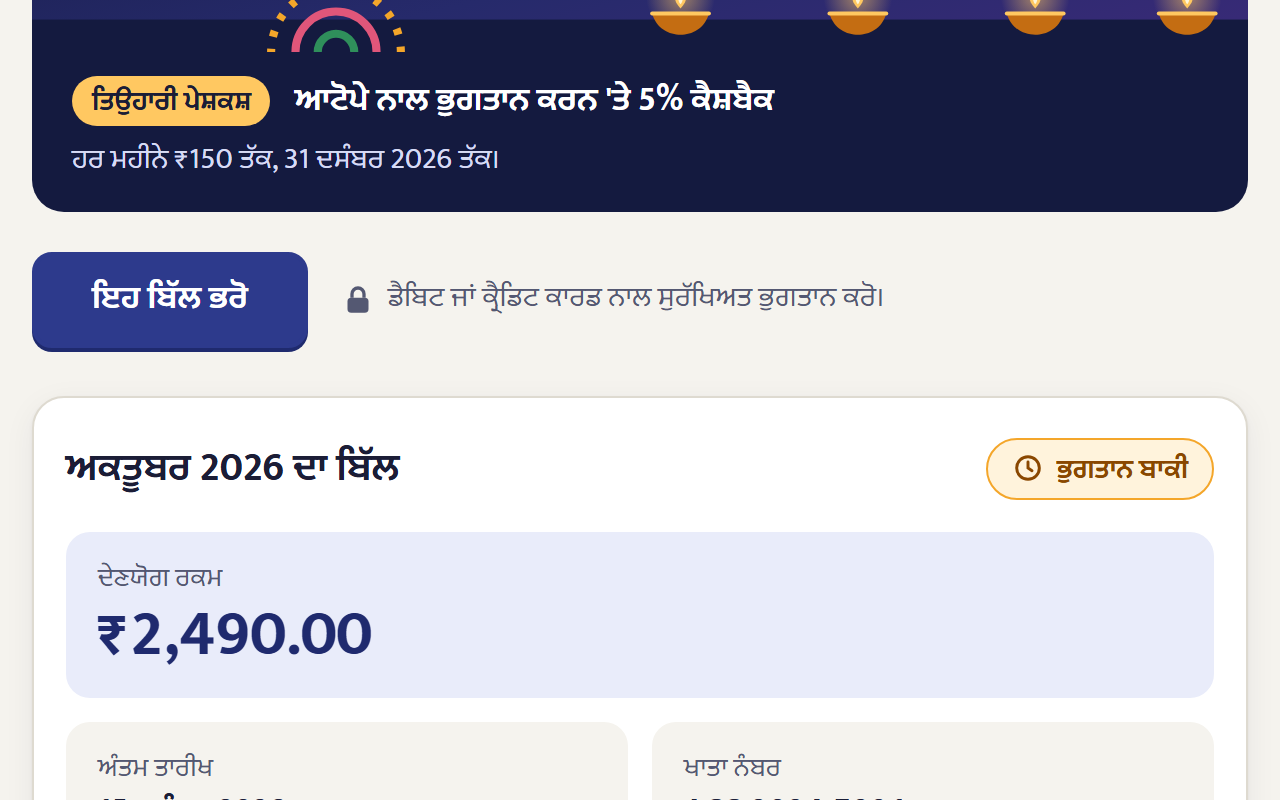 ਤਿਉਹਾਰੀ ਪੇਸ਼ਕਸ਼ ਆਟੋਪੇ ਨਾਲ ਭੁਗਤਾਨ ਕਰਨ 'ਤੇ 5% ਕੈਸ਼ਬੈਕ
ਹਰ ਮਹੀਨੇ ₹150 ਤੱਕ, 31 ਦਸੰਬਰ 2026 ਤੱਕ।
ਇਹ ਬਿੱਲ ਭਰੋ ਡੈਬਿਟ ਜਾਂ ਕ੍ਰੈਡਿਟ ਕਾਰਡ ਨਾਲ ਸੁਰੱਖਿਅਤ ਭੁਗਤਾਨ ਕਰੋ।
ਅਕਤੂਬਰ 2026 ਦਾ ਬਿੱਲ ਭੁਗਤਾਨ ਬਾਕੀ
ਦੇਣਯੋਗ ਰਕਮ
₹2,490.00
ਅੰਤਮ ਤਾਰੀਖ ਖਾਤਾ ਨੰਬਰ